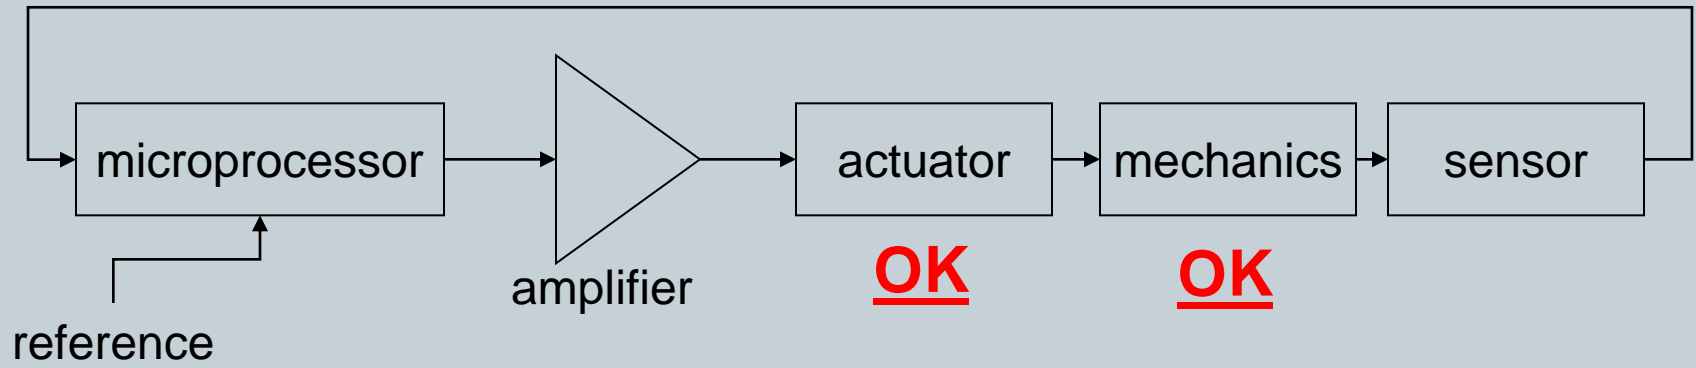 microprocessor
amplifier
actuator
mechanics
sensor
OK
OK
reference